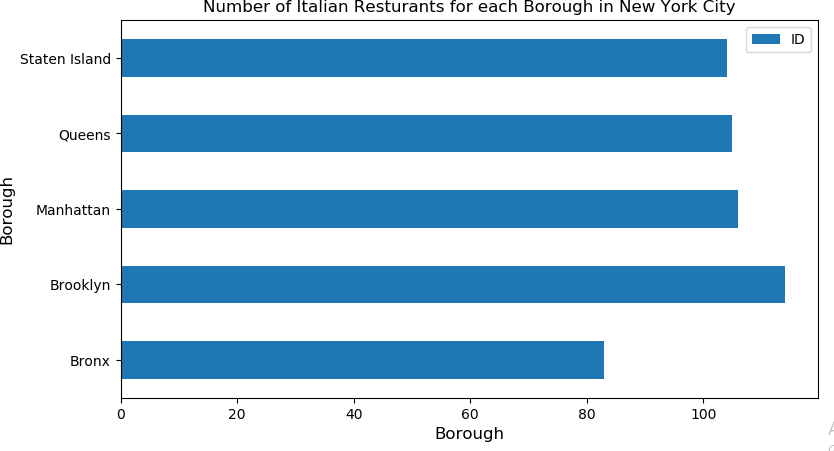 Number of Italian Resturants for each Borough in New York City
ID
Staten Island
Queens
Manhattan
Brooklyn
Bronx
Borough
0 20 40 60 80 100
Borough